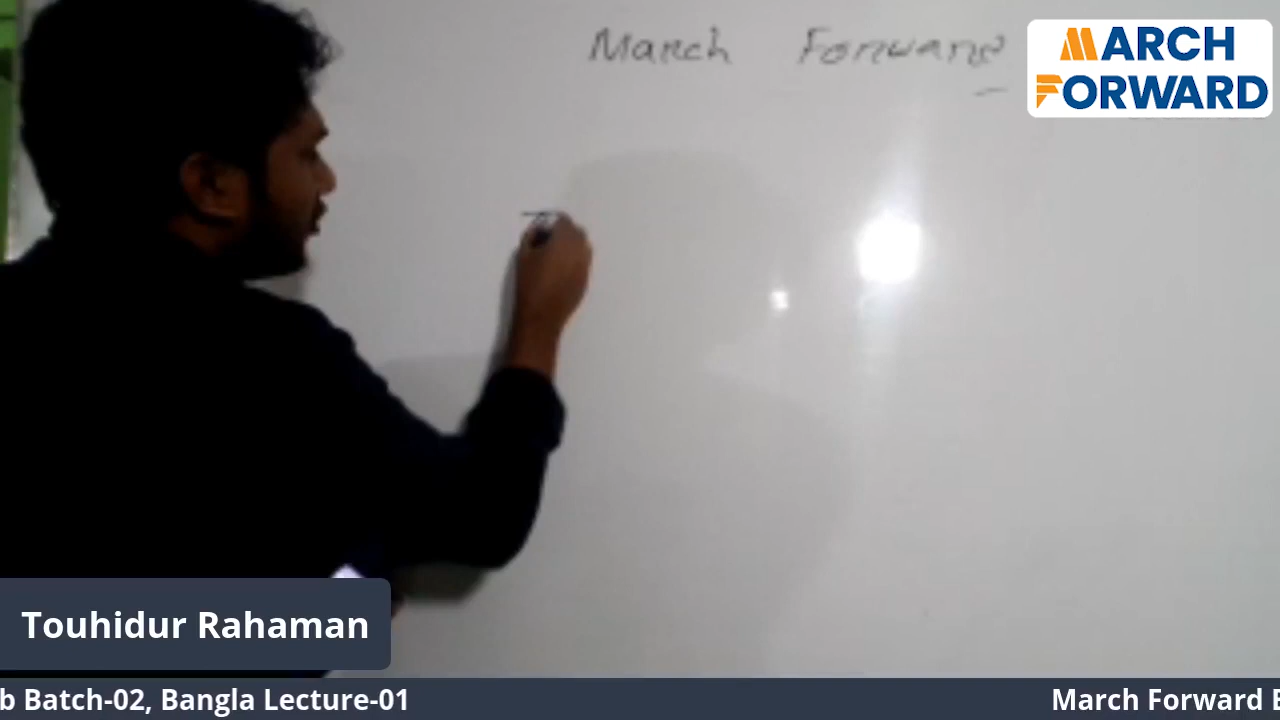 March Forward
MARCH
FORWARD
Touhidur Rahaman
b Batch-02, Bangla Lecture-01
March Forward